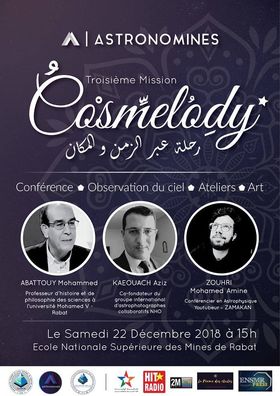 ASTRONOMINES
Troisième Mission
Cosmelody
رحلة عبر الزمن و المكان
Conférence Observation du ciel Ateliers Art
ABATTOUY Mohammed
Professeur d'histoire et de
philosophie des sciences à
l'université Mohamed V -
Rabat
KAEOUACH Aziz
Co-fondateur du
groupe international
d'astrophotographes
collaboratifs NHO
ZOUHRI
Mohamed Amine
Conférencier en Astrophysique
Youtubeur - ZAMAKAN
Le Samedi 22 Décembre 2018 à 15h
Ecole Nationale Supérieure des Mines de Rabat
HIT
RADIO
2M
ENSMR
PRESS